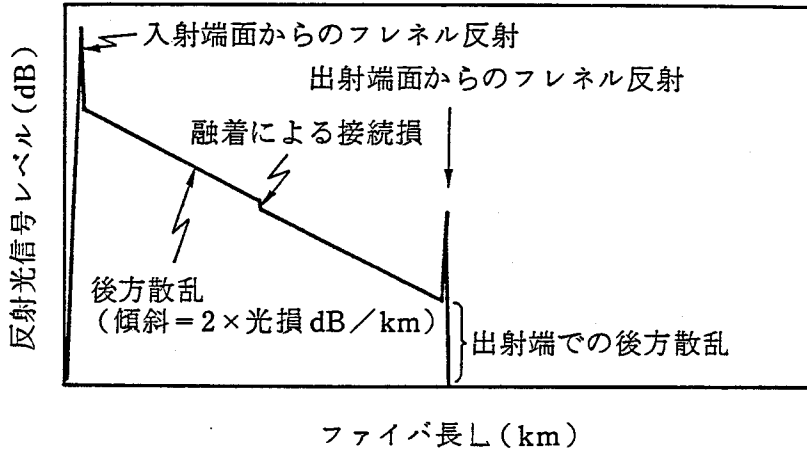 入射端面からのフレネル反射
出射端面からのフレネル反射
融着による接続損
後方散乱
(傾斜=2×光損dB/km)
出射端での後方散乱
反射光信号レベル(dB)
ファイバ長L(km)